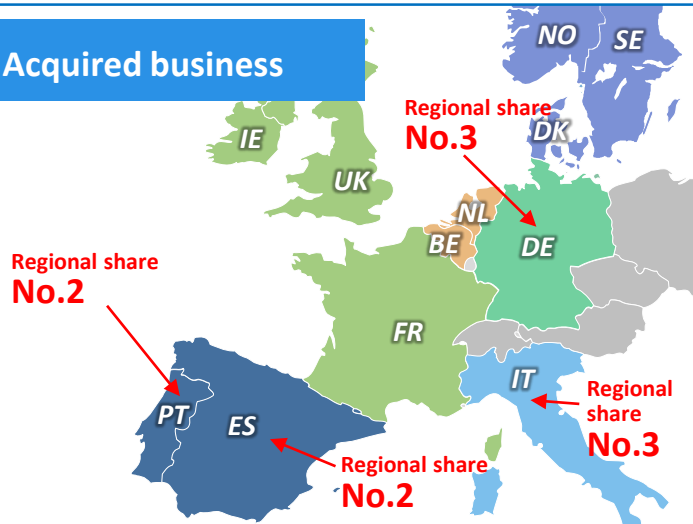 Acquired business
NO
SE
Regional share
No.3
DK
IE
UK
NL
BE
DE
Regional share
No.2
FR
IT
Regional
share
No.3
PT
ES
Regional share
No.2